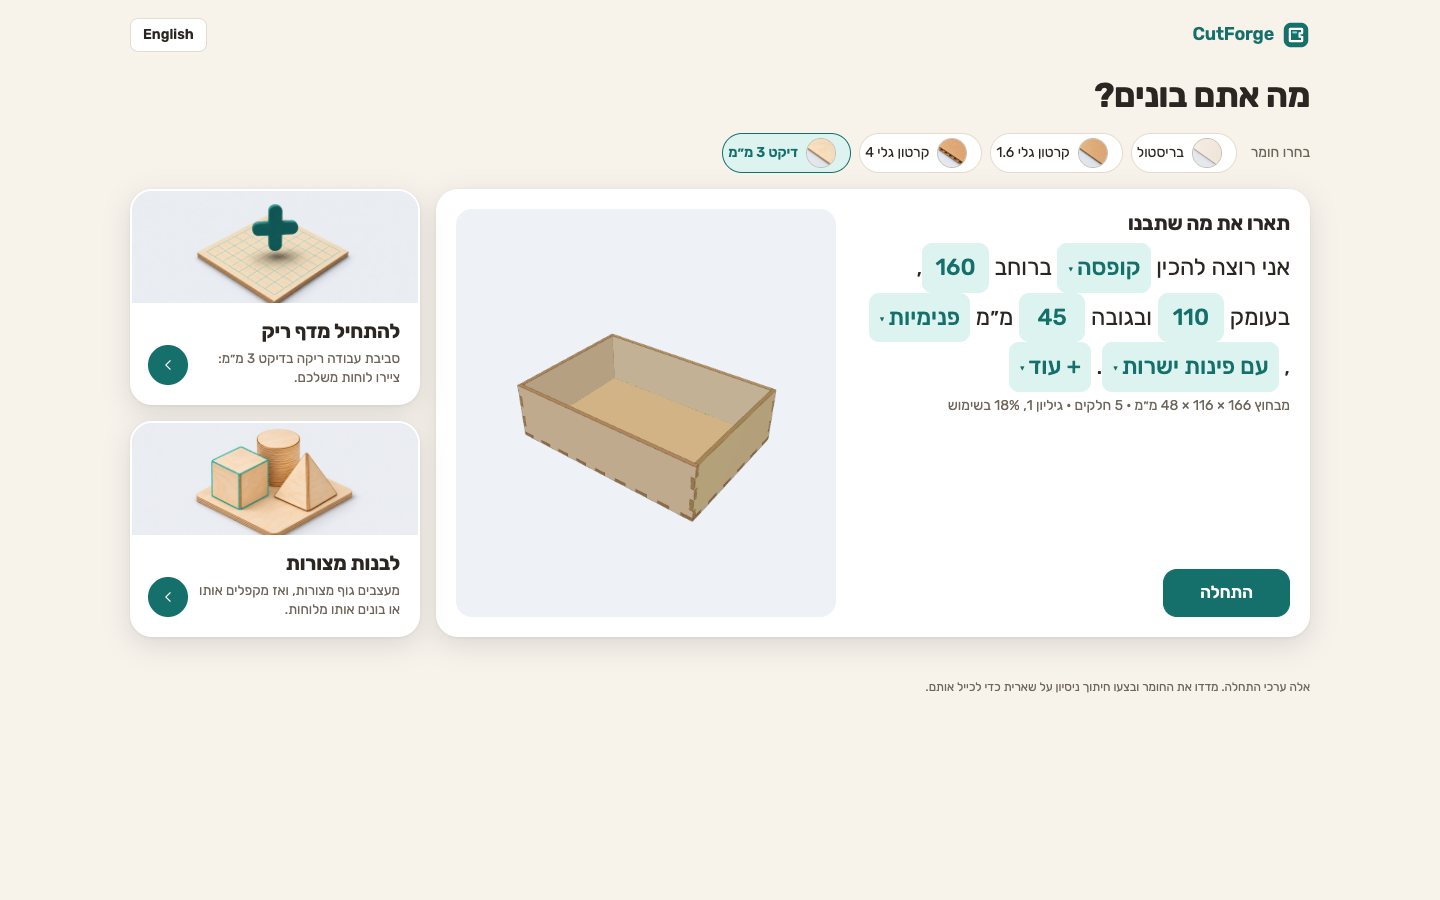 CutForge
English
מה אתם בונים?
בחרו חומר
בריסטול
קרטון גלי 1.6
קרטון גלי 4
דיקט 3 מ״מ
תארו את מה שתבנו
אני רוצה להכין קופסה ברוחב 160,
בעומק 110 ובגובה 45 מ״מ פנימיות
, עם פינות ישרות. + עוד
מבחוץ 166 × 116 × 48 מ״מ • 5 חלקים • גיליון 1, 18% בשימוש
התחלה
להתחיל מדף ריק
סביבת עבודה ריקה בדיקט 3 מ״מ:
ציירו לוחות משלכם.
לבנות מצורות
מעצבים גוף מצורות, ואז מקפלים אותו
או בונים אותו מלוחות.
אלה ערכי התחלה. מדדו את החומר ובצעו חיתוך ניסיון על שארית כדי לכייל אותם.